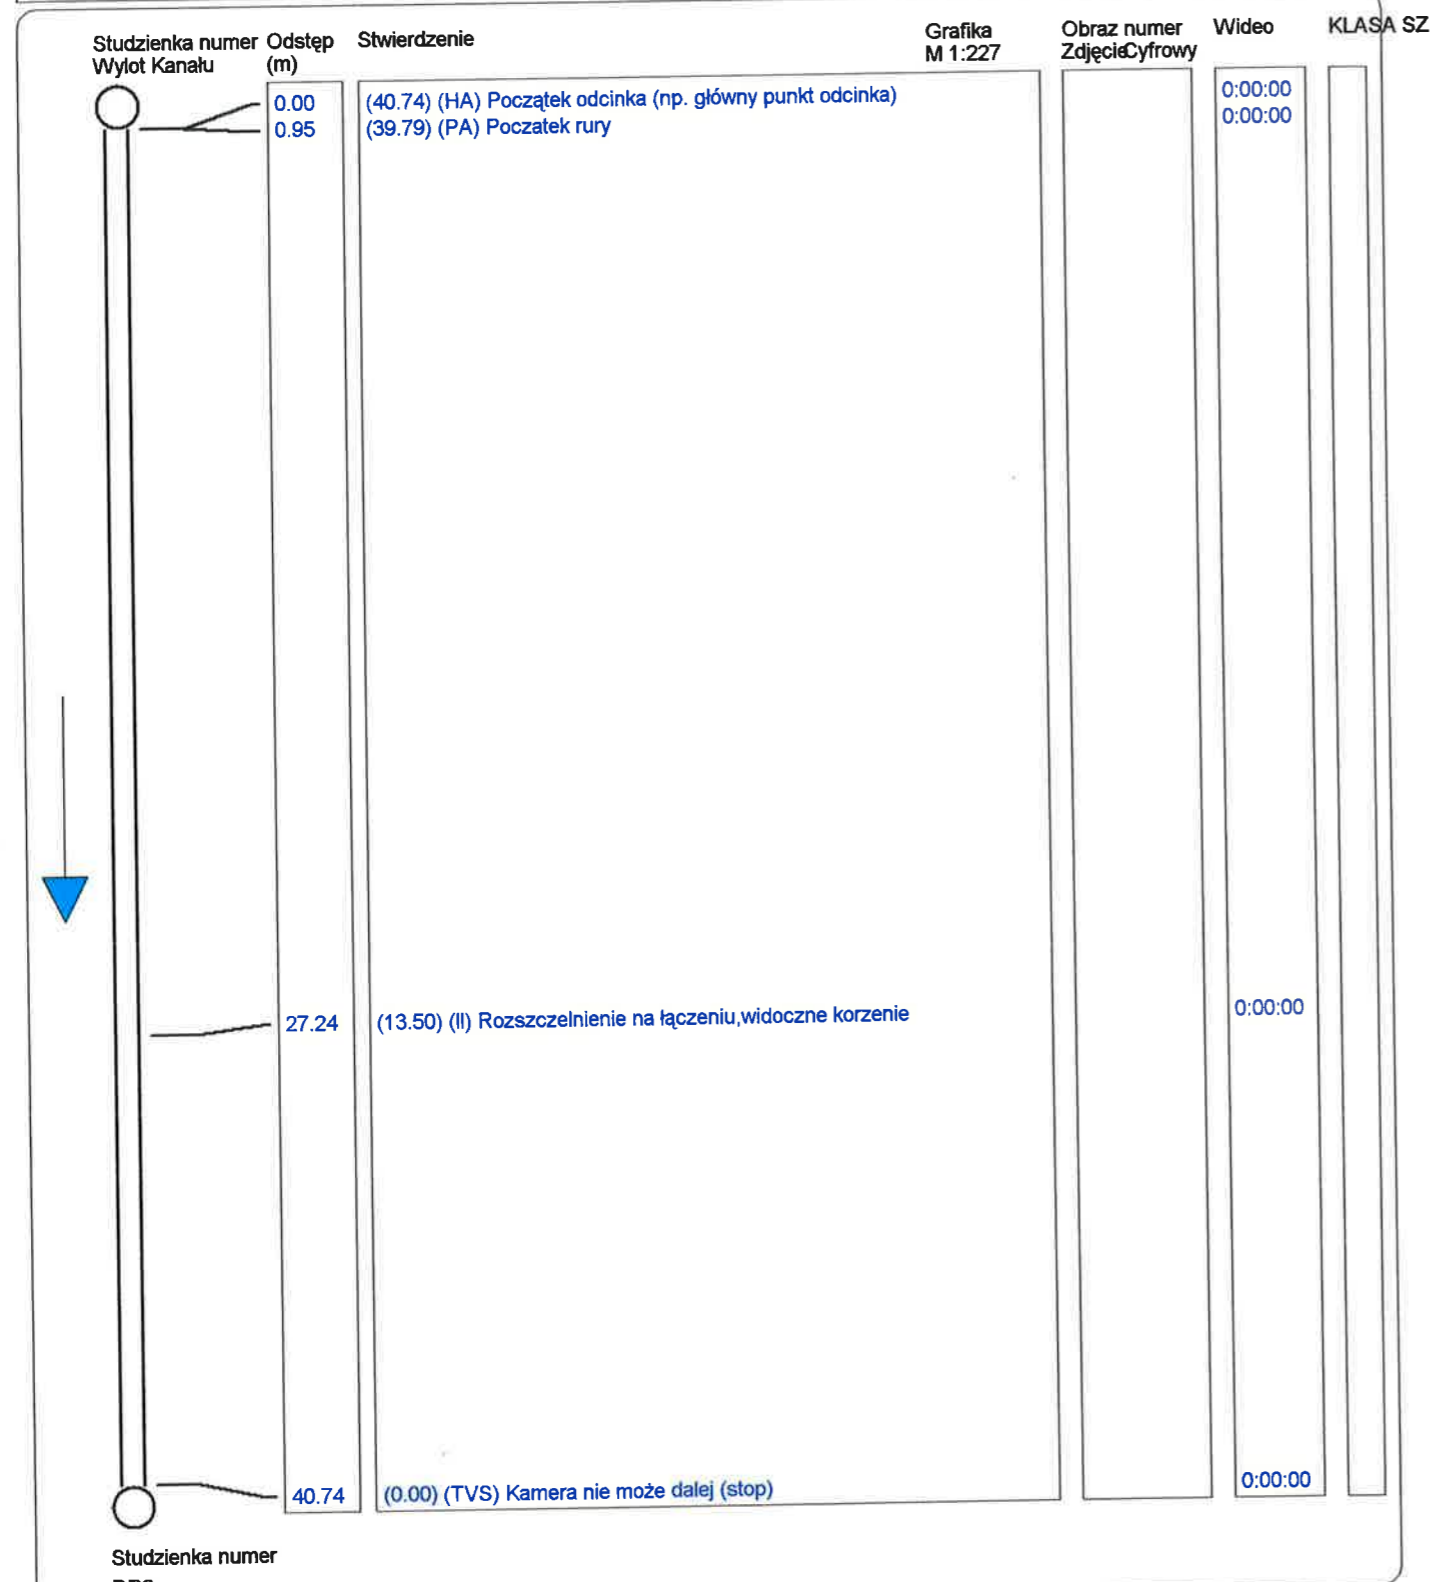 Studzienka numer Odstęp Stwierdzenie Grafika Obraz numer Wideo KLASA SZ
Wylot Kanału (m) M 1:227 Zdjęcie Cyfrowy
0.00 (40.74) (HA) Początek odcinka (np. główny punkt odcinka) 0:00:00
0.95 (39.79) (PA) Poczatek rury 0:00:00
27.24 (13.50) (II) Rozszczelnienie na łączeniu,widoczne korzenie 0:00:00
40.74 (0.00) (TVS) Kamera nie może dalej (stop) 0:00:00
Studzienka numer